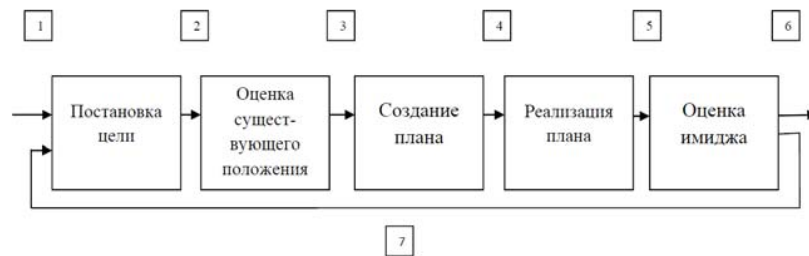 1 2 3 4 5 6
Постановка
цели
Оценка
сущест-
вующего
положения
Создание
плана
Реализация
плана
Оценка
имиджа
7